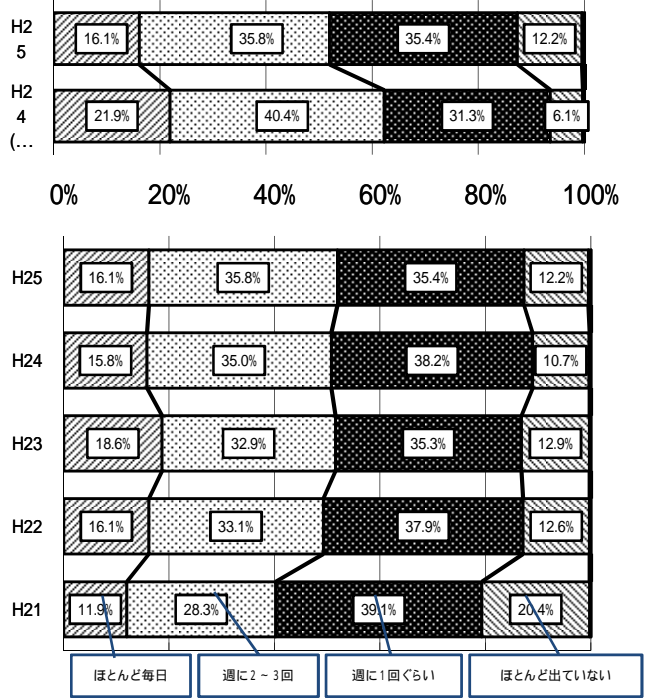 H2
5
16.1% 35.8% 35.4% 12.2%
H2
4
(...
21.9% 40.4% 31.3% 6.1%
0% 20% 40% 60% 80% 100%
H25 16.1% 35.8% 35.4% 12.2%
H24 15.8% 35.0% 38.2% 10.7%
H23 18.6% 32.9% 35.3% 12.9%
H22 16.1% 33.1% 37.9% 12.6%
H21 11.9% 28.3% 39.1% 20.4%
ほとんど毎日 週に2~3回 週に1回ぐらい ほとんど出ていない